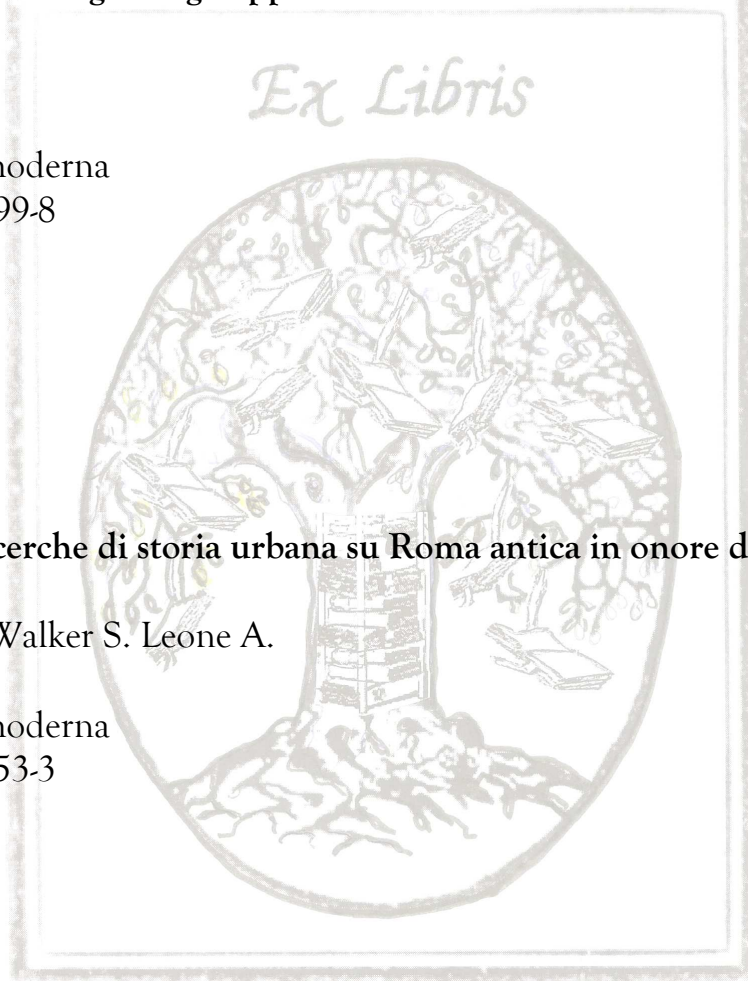 Ex Libris
moderna
99-8
cerche di storia urbana su Roma antica in onore d
Walker S. Leone A.
moderna
53-3